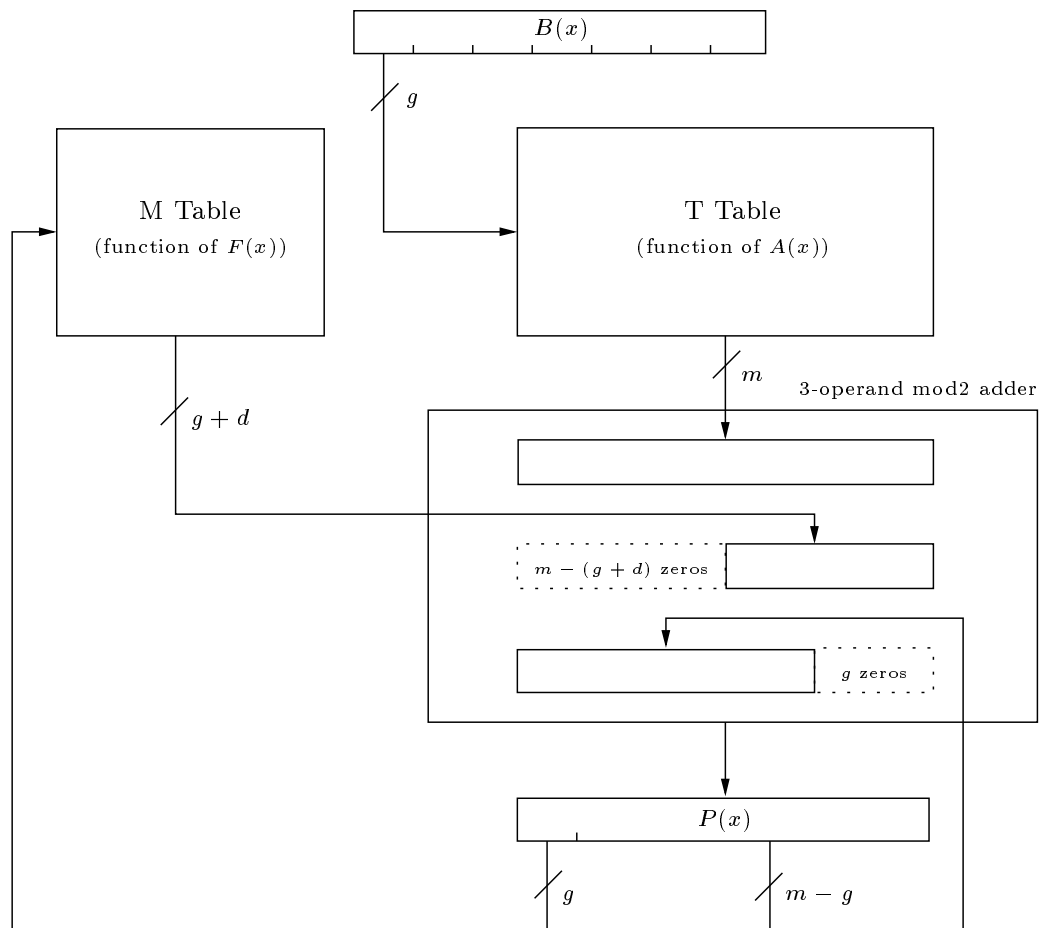 B(x)
g
M Table
(function of F(x))
T Table
(function of A(x))
m
3-operand mod2 adder
g + d
m − (g + d) zeros
g zeros
P(x)
g
m − g